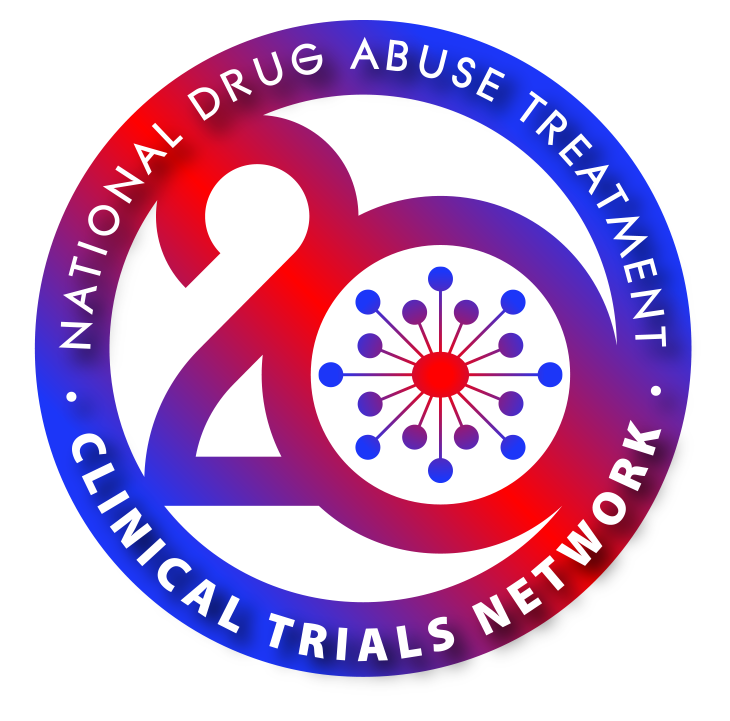 NATIONAL DRUG ABUSE TREATMENT
20
· CLINICAL TRIALS NETWORK ·